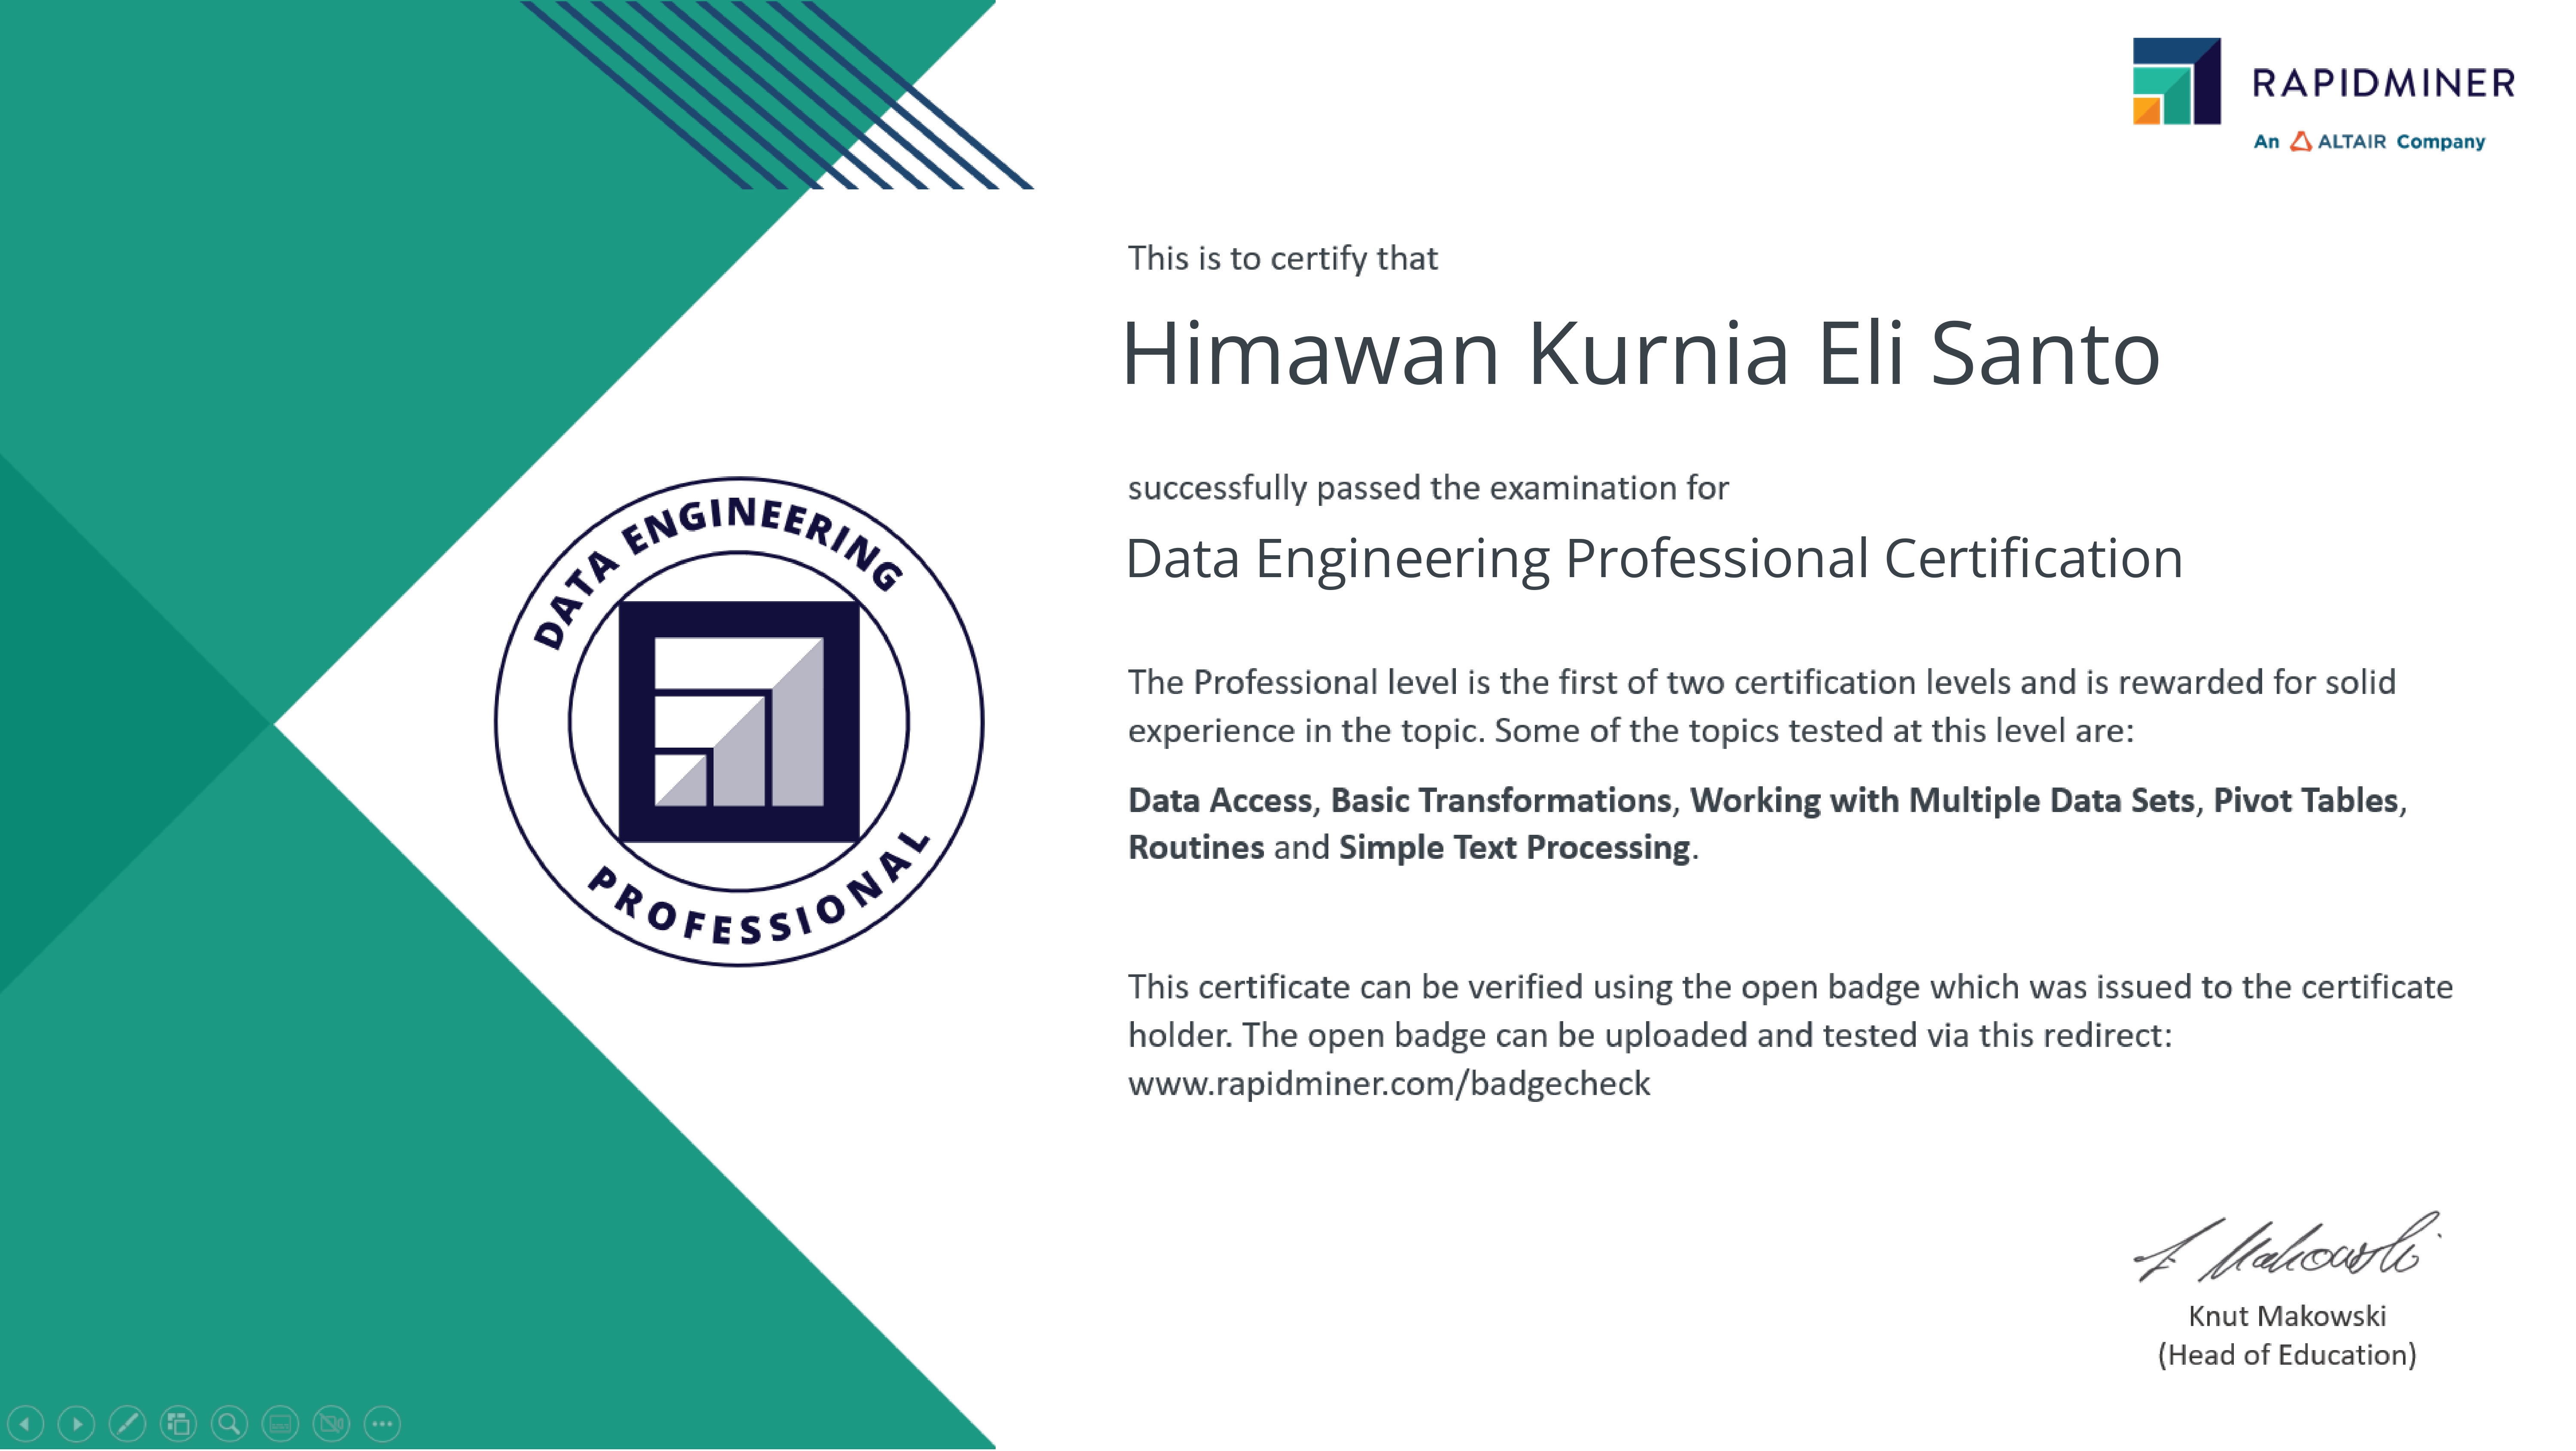 RAPIDMINER
An ALTAIR Company
This is to certify that
Himawan Kurnia Eli Santo
successfully passed the examination for
Data Engineering Professional Certification
DATA ENGINEERING
PROFESSIONAL
The Professional level is the first of two certification levels and is rewarded for solid
experience in the topic. Some of the topics tested at this level are:
Data Access, Basic Transformations, Working with Multiple Data Sets, Pivot Tables,
Routines and Simple Text Processing.
This certificate can be verified using the open badge which was issued to the certificate
holder. The open badge can be uploaded and tested via this redirect:
www.rapidminer.com/badgecheck
Knut Makowski
(Head of Education)